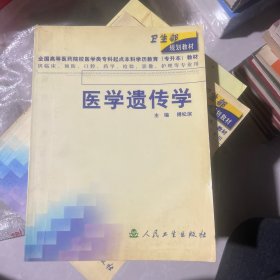 卫生部
规划教材
全国高等医药院校医学类专科起点本科学历教育（专升本）教材
供临床、预防、口腔、药学、检验、影像、护理等专业用
医学遗传学
主编 傅松滨
人民卫生出版社